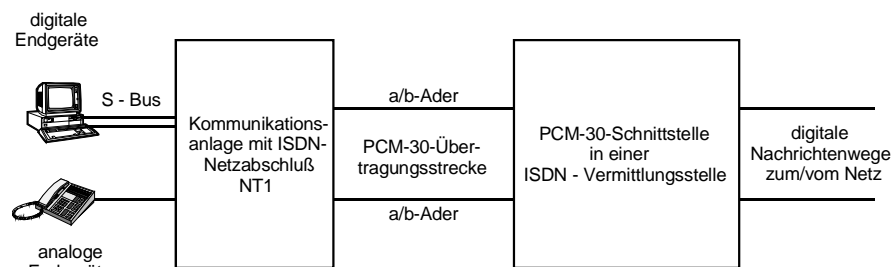 digitale
Endgeräte
S - Bus
Kommunikations-
anlage mit ISDN-
Netzabschluß
NT1
a/b-Ader
PCM-30-Über-
tragungsstrecke
a/b-Ader
PCM-30-Schnittstelle
in einer
ISDN - Vermittlungsstelle
digitale
Nachrichtenwege
zum/vom Netz
analoge